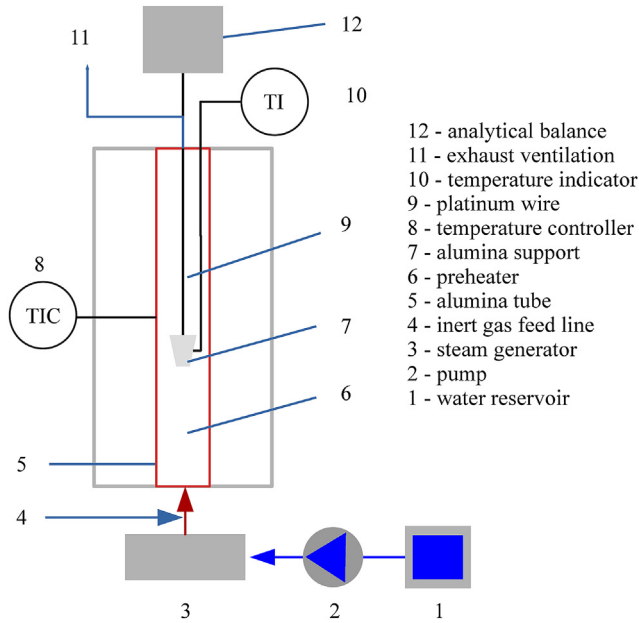 12
11
TI
10
12 - analytical balance
11 - exhaust ventilation
10 - temperature indicator
9 - platinum wire
8 - temperature controller
7 - alumina support
6 - preheater
5 - alumina tube
4 - inert gas feed line
3 - steam generator
2 - pump
1 - water reservoir
9
8
TIC
7
6
5
4
3
2
1